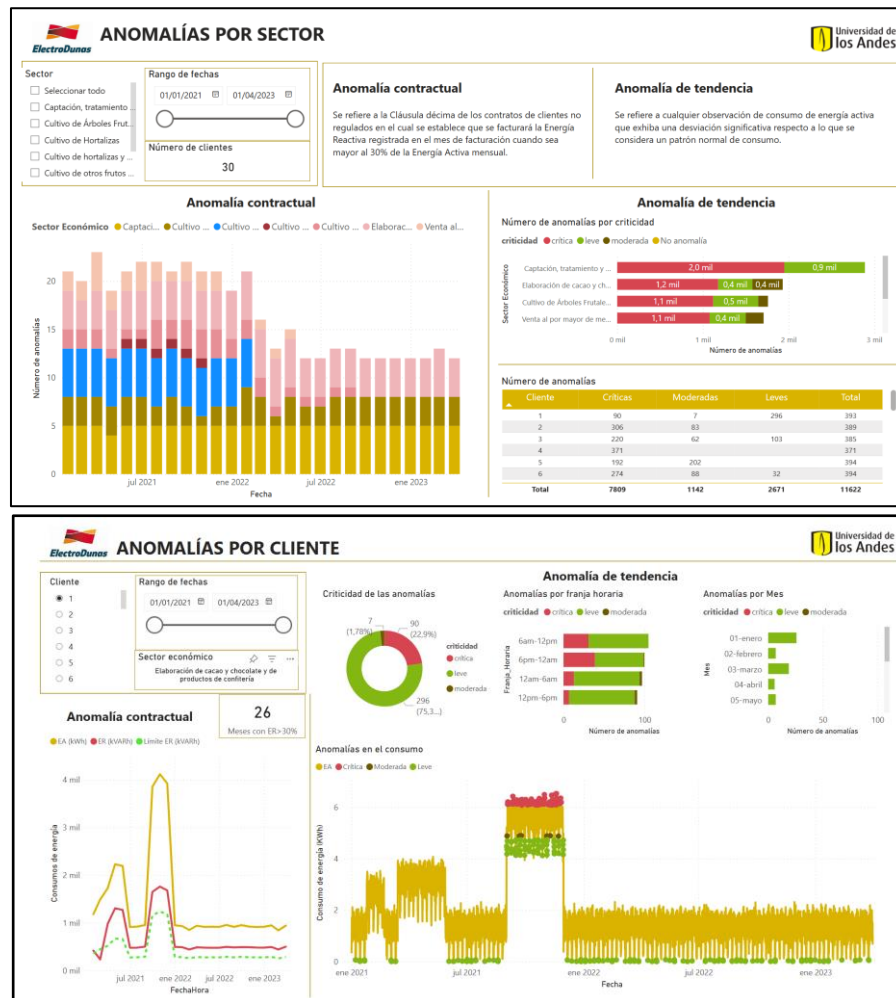 ElectroDunas
ANOMALÍAS POR SECTOR
Universidad de
los Andes
Sector
Seleccionar todo
Captación, tratamiento ...
Cultivo de Árboles Frut...
Cultivo de Hortalizas
Cultivo de hortalizas y ...
Cultivo de otros frutos ...
Rango de fechas
01/01/2021
01/04/2023
Número de clientes
30
Anomalía contractual
Se refiere a la Cláusula décima de los contratos de clientes no
regulados en el cual se establece que se facturará la Energía
Reactiva registrada en el mes de facturación cuando sea
mayor al 30% de la Energía Activa mensual.
Anomalía de tendencia
Se refiere a cualquier observación de consumo de energía activa
que exhiba una desviación significativa respecto a lo que se
considera un patrón normal de consumo.
Anomalía contractual
Sector Económico Captaci... Cultivo ... Cultivo ... Cultivo ... Cultivo ... Elaborac... Venta al...
Número de anomalías
20
15
10
5
0
jul 2021 ene 2022 jul 2022 ene 2023
Fecha
Anomalía de tendencia
Número de anomalías por criticidad
criticidad crítica leve moderada No anomalía
Sector Económico
Captación, tratamiento y ... 2,0 mil 0,9 mil
Elaboración de cacao y ch... 1,2 mil 0,4 mil 0,4 mil
Cultivo de Árboles Frutale... 1,1 mil 0,5 mil
Venta al por mayor de me... 1,1 mil 0,4 mil
0 mil 1 mil 2 mil 3 mil
Número de anomalías
Número de anomalías
Cliente Críticas Moderadas Leves Total
1 90 7 296 393
2 306 83 389
3 220 62 103 385
4 371 371
5 192 202 394
6 274 88 32 394
Total 7809 1142 2671 11622
ElectroDunas
ANOMALÍAS POR CLIENTE
Universidad de
los Andes
Cliente
1
2
3
4
5
6
Rango de fechas
01/01/2021
01/04/2023
Sector económico
Elaboración de cacao y chocolate y de
productos de confitería
Anomalía contractual
26
Meses con ER>30%
EA (kWh) ER (kVARh) Límite ER (kVARh)
Consumos de energía
4 mil
3 mil
2 mil
1 mil
0 mil
jul 2021 ene 2022 jul 2022 ene 2023
FechaHora
Anomalía de tendencia
Criticidad de las anomalías
7
(1,78%)
90
(22,9%)
296
(75,3...)
criticidad
crítica
leve
moderada
Anomalías por franja horaria
criticidad crítica leve moderada
Franja_Horaria
6am-12pm
6pm-12am
12am-6am
12pm-6pm
0 100
Número de anomalías
Anomalías por Mes
criticidad crítica leve moderada
Mes
01-enero
02-febrero
03-marzo
04-abril
05-mayo
0 50 100
Número de anomalías
Anomalías en el consumo
EA Crítica Moderada Leve
Consumo de energía (KWh)
6
4
2
0
ene 2021 jul 2021 ene 2022 jul 2022 ene 2023
Fecha